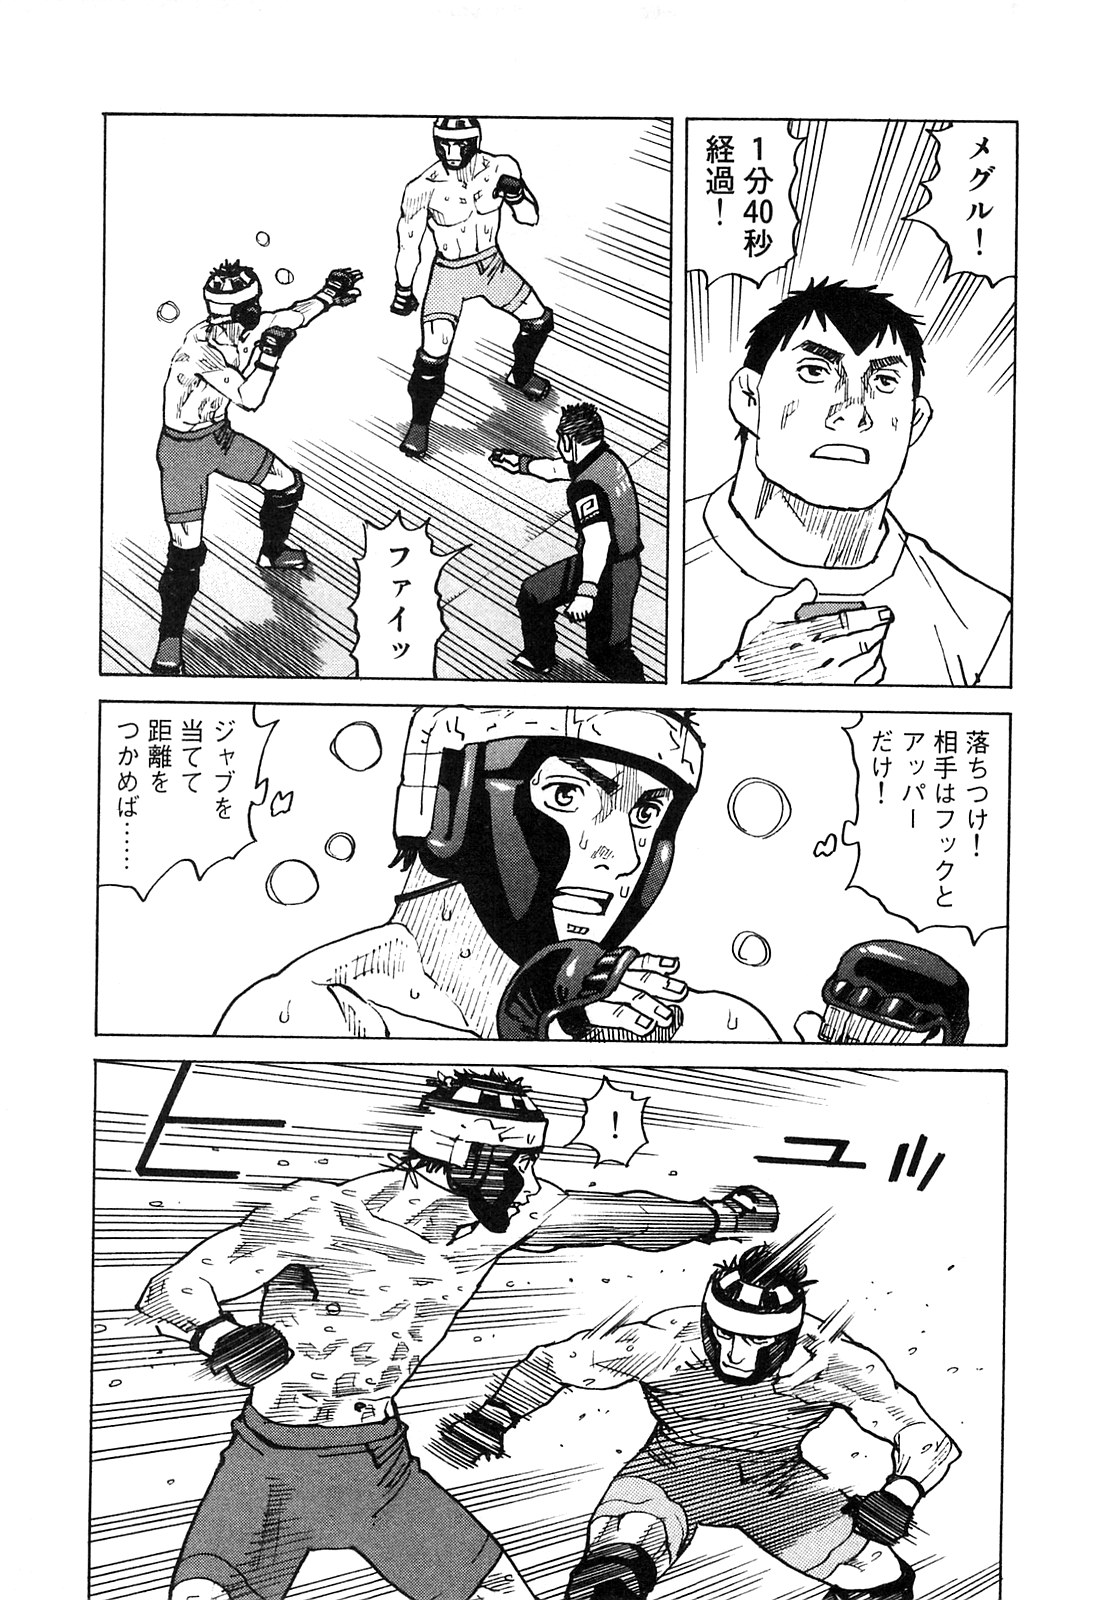 メグル！
1分40秒
経過！
ファイッ
落ちつけ！
相手はフックと
アッパー
だけ！
ジャブを
当てて
距離を
つかめば……
！
ヒュッ